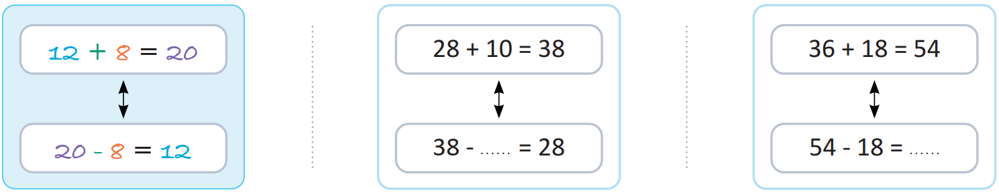 12 + 8 = 20
20 - 8 = 12
28 + 10 = 38
38 - ...... = 28
36 + 18 = 54
54 - 18 = ......